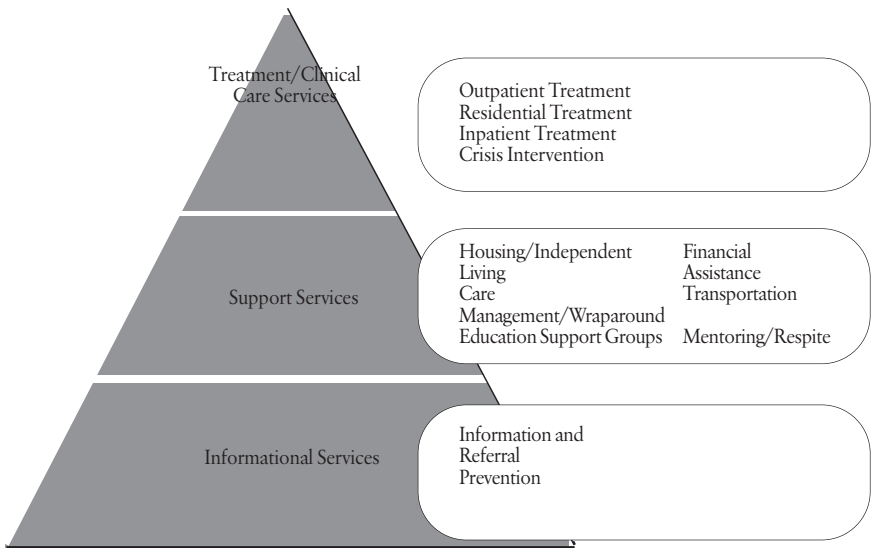 Treatment/Clinical
Care Services
Outpatient Treatment
Residential Treatment
Inpatient Treatment
Crisis Intervention
Support Services
Housing/Independent
Living
Care
Management/Wraparound
Education Support Groups
Financial
Assistance
Transportation
Mentoring/Respite
Informational Services
Information and
Referral
Prevention